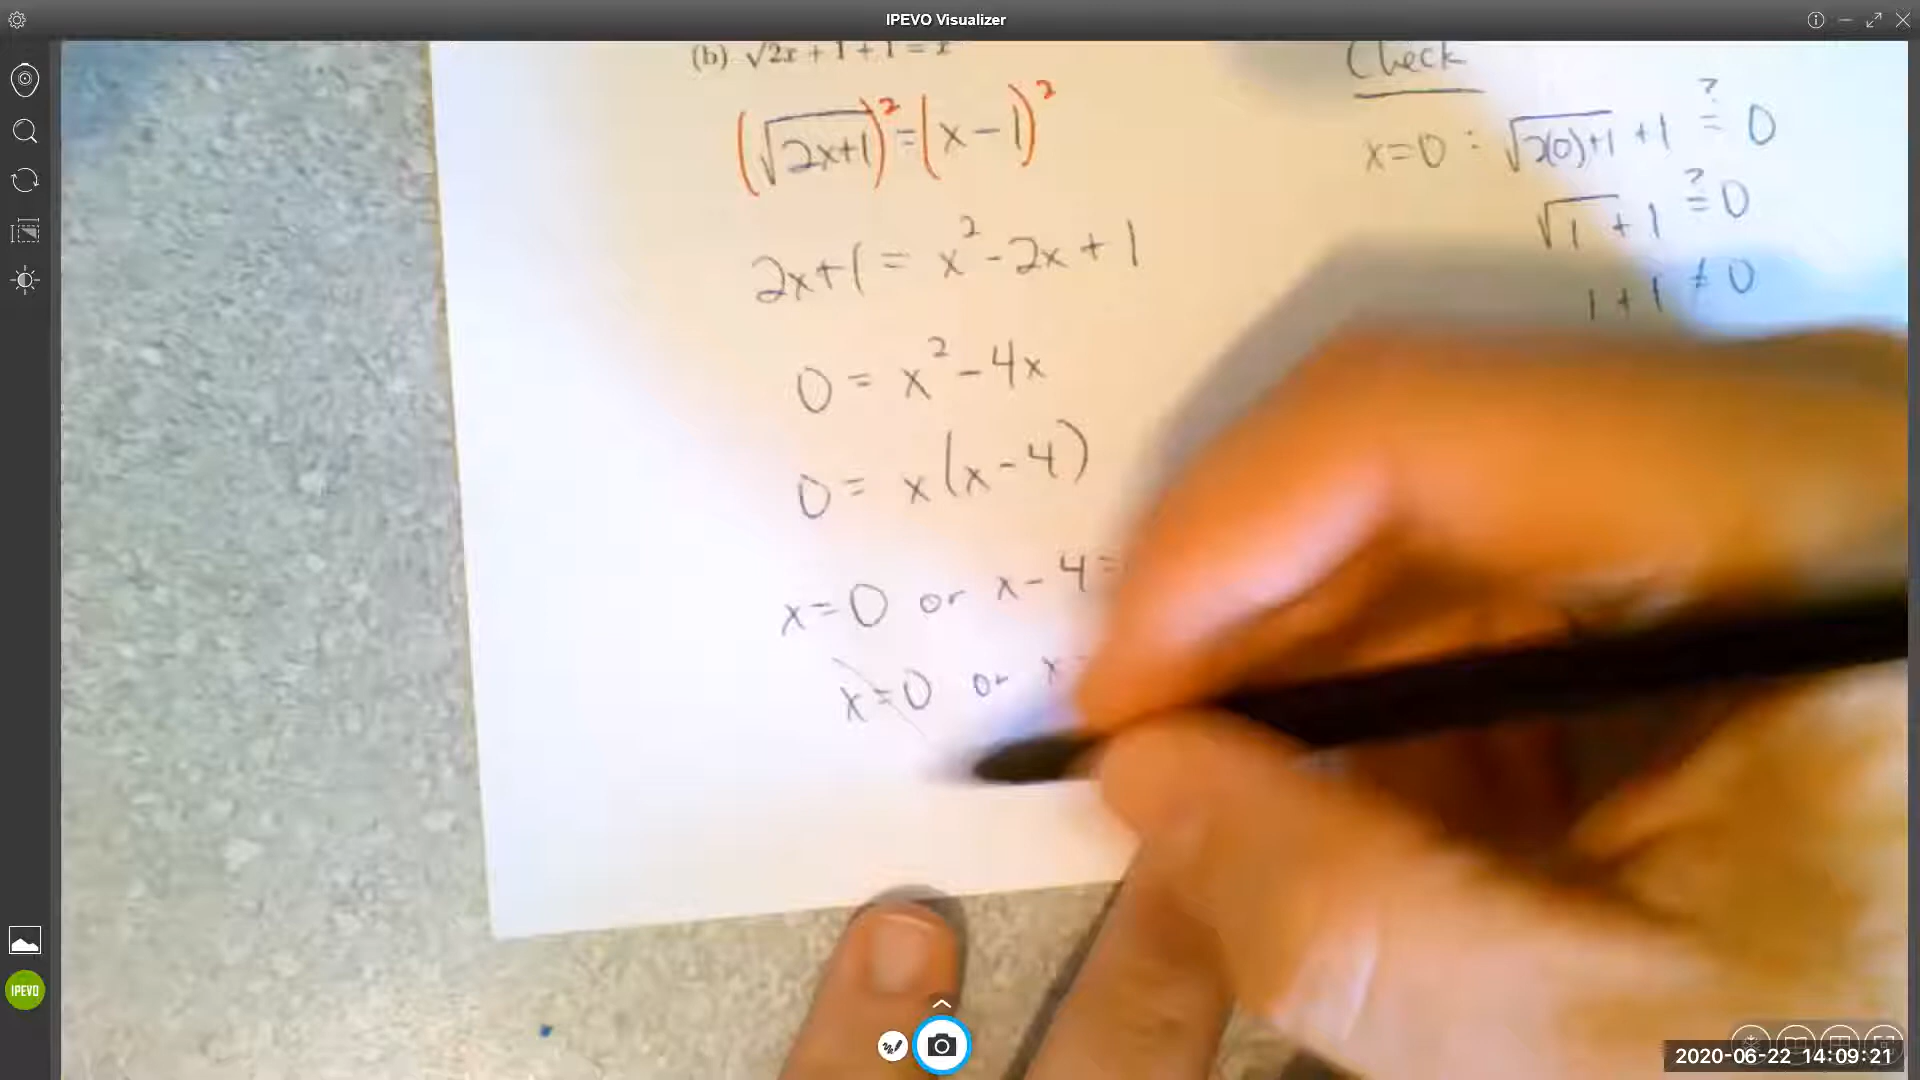 IPEVO Visualizer
(b) √2x + 1 + 1 = x
(√2x+1)² = (x-1)²
2x+1 = x² - 2x + 1
0 = x² - 4x
0 = x(x-4)
x=0 or x-4=
x=0 or x=
Check
x=0 : √2(0)+1 +1 ?= 0
√1 + 1 ?= 0
1 + 1 ≠ 0
IPEVO
2020-06-22 14:09:21